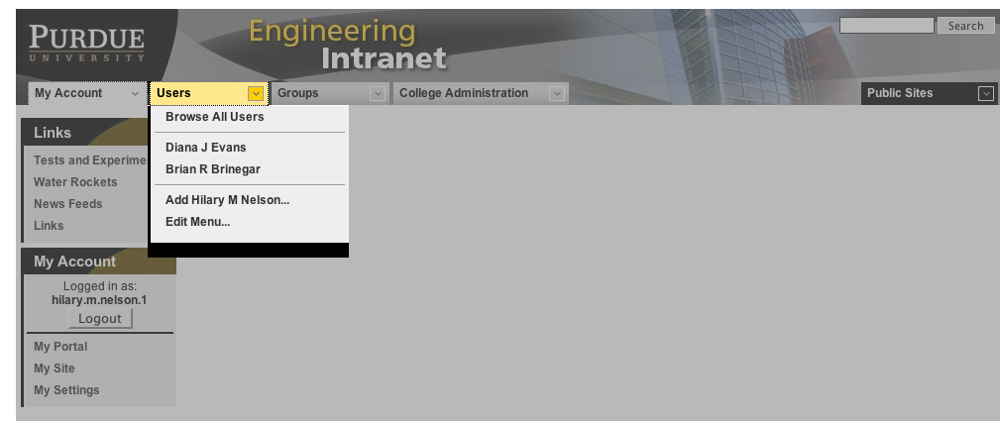 PURDUE
UNIVERSITY
Engineering
Intranet
Search
My Account
Users
Groups
College Administration
Public Sites
Browse All Users
Diana J Evans
Brian R Brinegar
Add Hilary M Nelson...
Edit Menu...
Links
Tests and Experime
Water Rockets
News Feeds
Links
My Account
Logged in as:
hilary.m.nelson.1
Logout
My Portal
My Site
My Settings